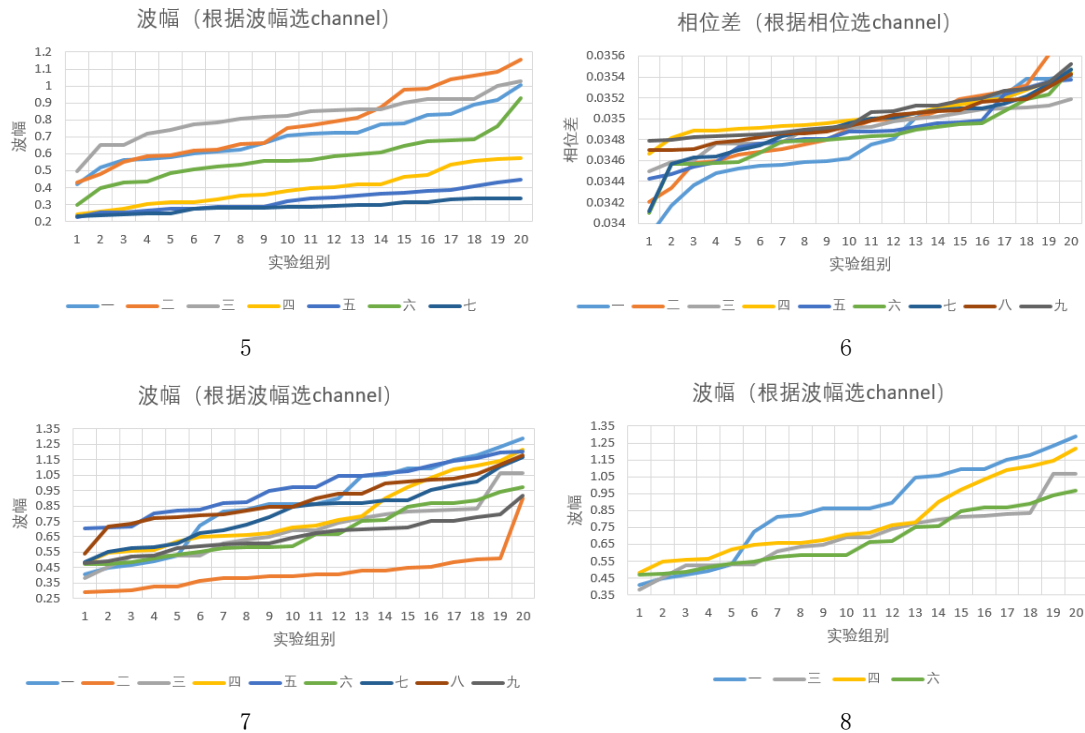 波幅（根据波幅选channel）
1.2
1.1
1
0.9
0.8
0.7
0.6
0.5
0.4
0.3
0.2
波幅
1 2 3 4 5 6 7 8 9 10 11 12 13 14 15 16 17 18 19 20
实验组别
一 二 三 四 五 六 七
5
相位差（根据相位选channel）
0.0356
0.0354
0.0352
0.035
0.0348
0.0346
0.0344
0.0342
0.034
相位差
1 2 3 4 5 6 7 8 9 10 11 12 13 14 15 16 17 18 19 20
实验组别
一 二 三 四 五 六 七 八 九
6
波幅（根据波幅选channel）
1.35
1.25
1.15
1.05
0.95
0.85
0.75
0.65
0.55
0.45
0.35
0.25
波幅
1 2 3 4 5 6 7 8 9 10 11 12 13 14 15 16 17 18 19 20
实验组别
一 二 三 四 五 六 七 八 九
7
波幅（根据波幅选channel）
1.35
1.25
1.15
1.05
0.95
0.85
0.75
0.65
0.55
0.45
0.35
波幅
1 2 3 4 5 6 7 8 9 10 11 12 13 14 15 16 17 18 19 20
实验组别
一 三 四 六
8